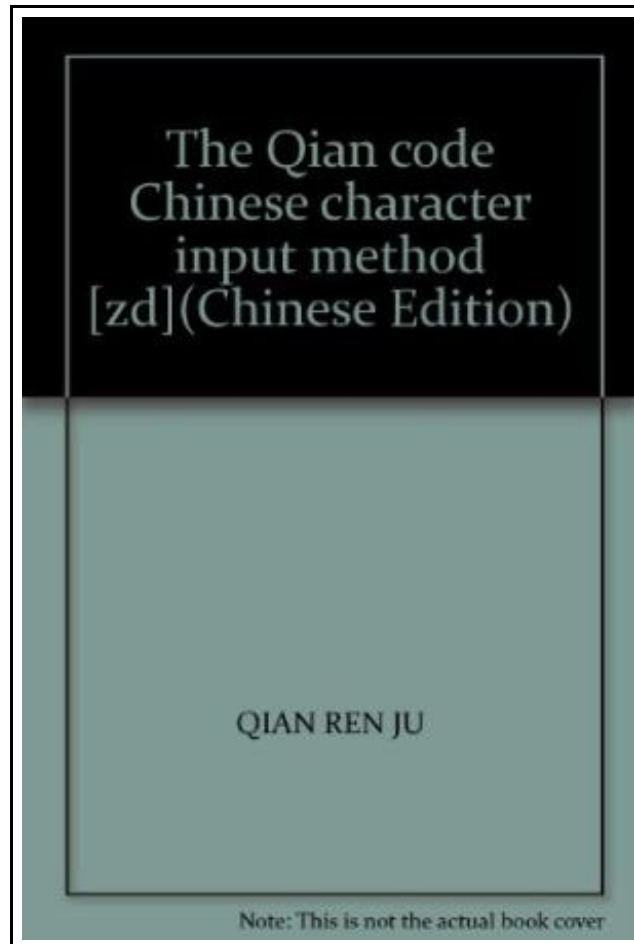 The Qian code
Chinese character
input method
[zd](Chinese Edition)
QIAN REN JU
Note: This is not the actual book cover